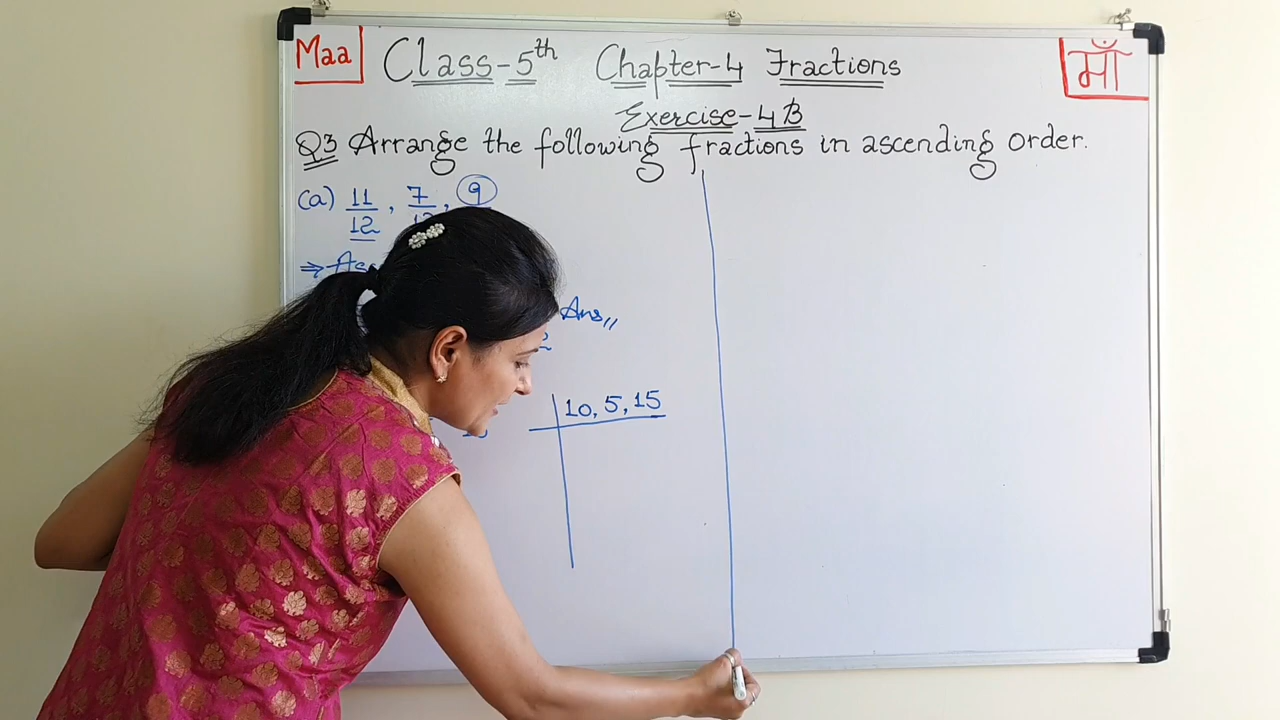 Maa Class-5th Chapter-4 Fractions माँ
Exercise-4B
Q3 Arrange the following fractions in ascending order.
(a) 11/12, 7/12, 9
⇒
Ans,,
10, 5, 15